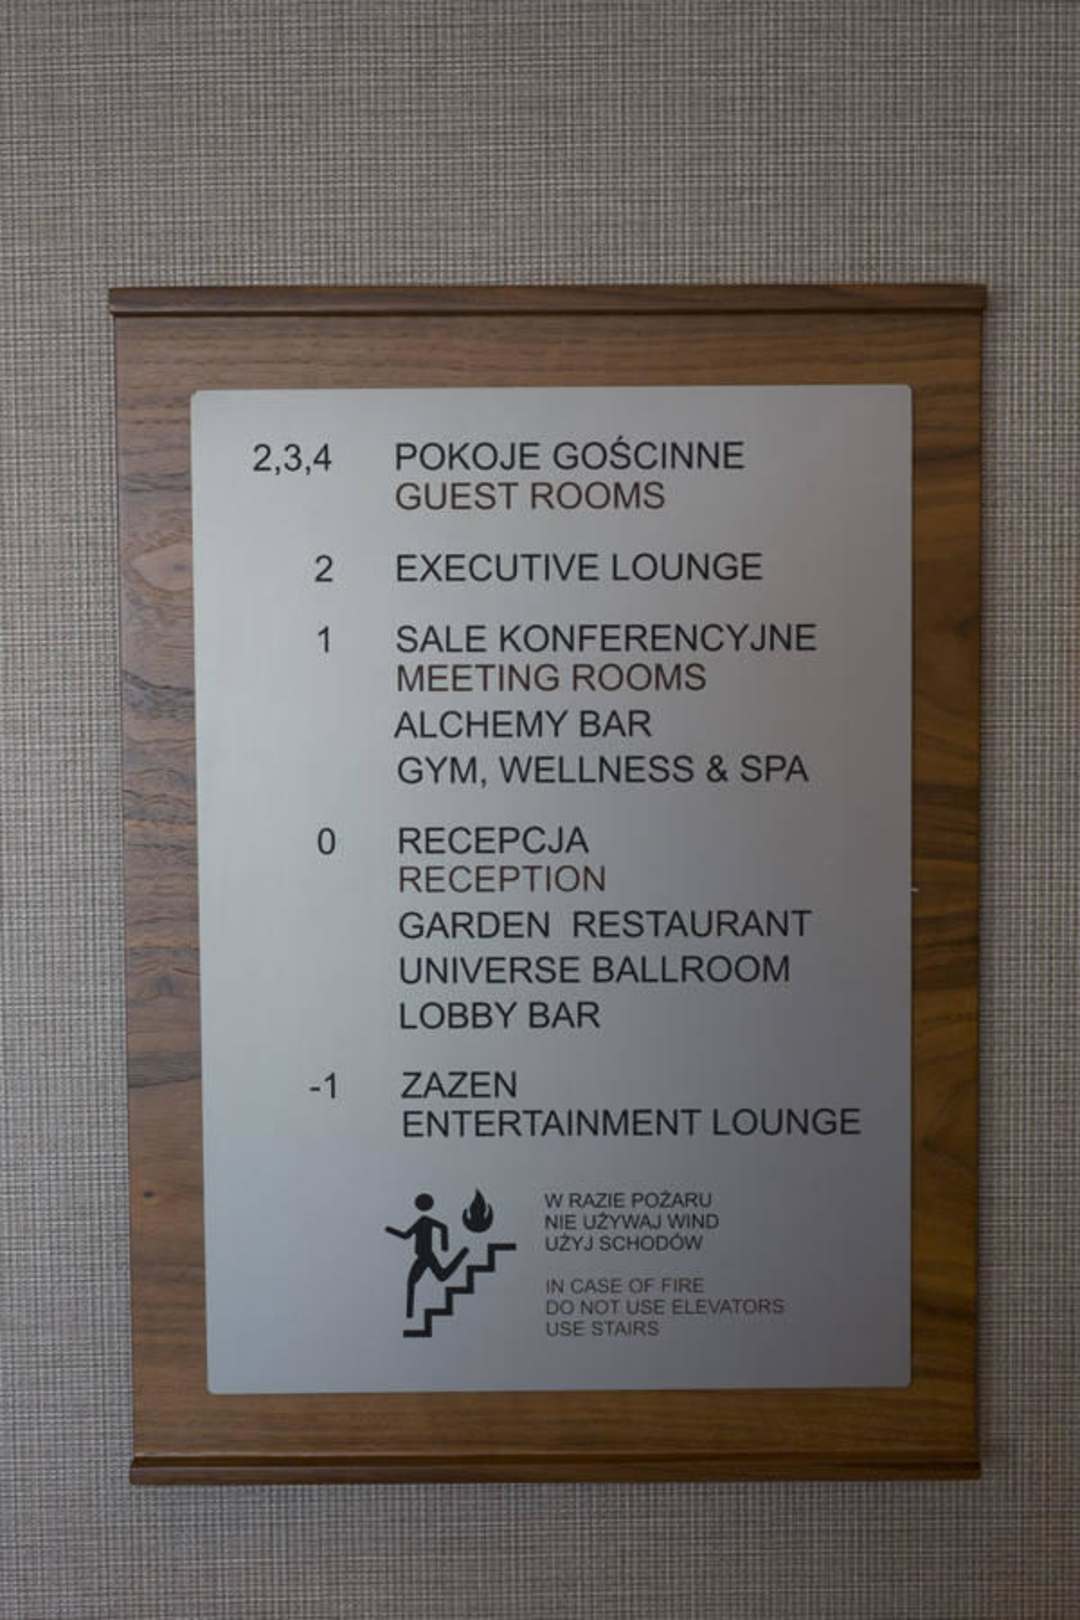 2,3,4 POKOJE GOŚCINNE
GUEST ROOMS
2 EXECUTIVE LOUNGE
1 SALE KONFERENCYJNE
MEETING ROOMS
ALCHEMY BAR
GYM, WELLNESS & SPA
0 RECEPCJA
RECEPTION
GARDEN RESTAURANT
UNIVERSE BALLROOM
LOBBY BAR
-1 ZAZEN
ENTERTAINMENT LOUNGE
W RAZIE POŻARU
NIE UŻYWAJ WIND
UŻYJ SCHODÓW
IN CASE OF FIRE
DO NOT USE ELEVATORS
USE STAIRS